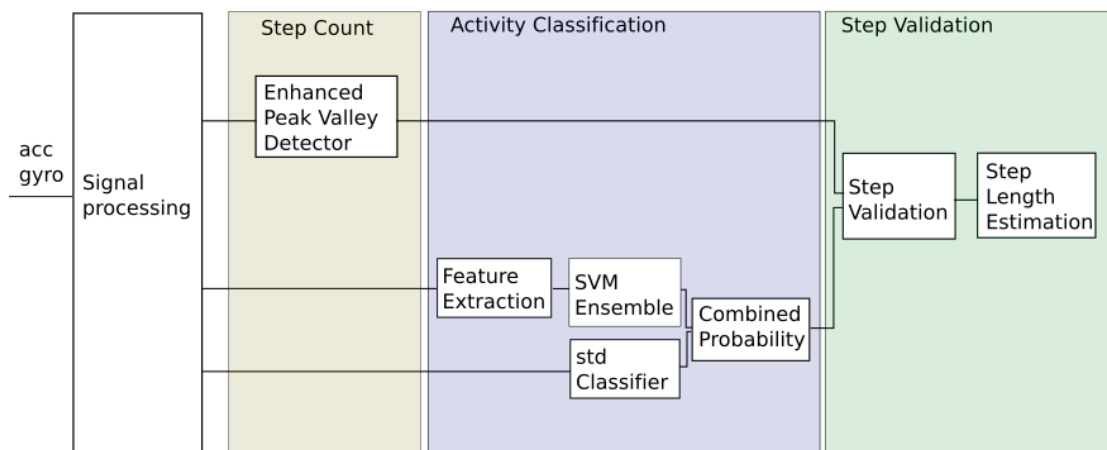 Step Count
Activity Classification
Step Validation
Enhanced
Peak Valley
Detector
acc
gyro
Signal
processing
Step
Validation
Step
Length
Estimation
Feature
Extraction
SVM
Ensemble
Combined
Probability
std
Classifier